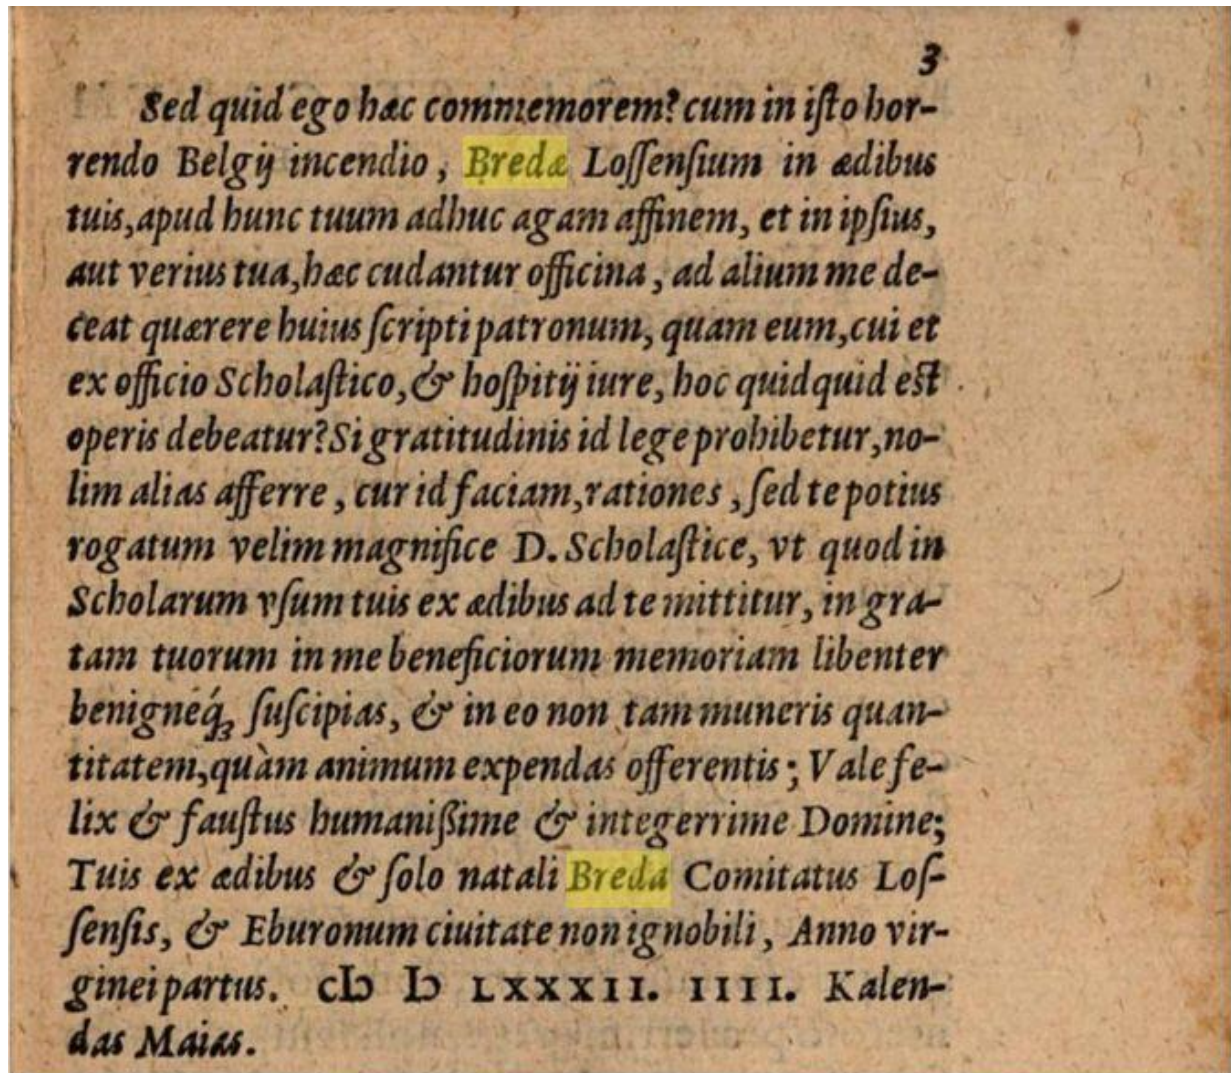 3
Sed quid ego hæc commemorem? cum in iſto hor-
rendo Belgij incendio, Bredæ Loſſenſium in ædibus
tuis, apud hunc tuum adhuc agam affinem, et in ipſius,
aut verius tua, hæc cudantur officina, ad alium me de-
ceat quærere huius ſcripti patronum, quam eum, cui et
ex officio Scholaſtico, & hoſpitij iure, hoc quidquid eſt
operis debeatur? Si gratitudinis id lege prohibetur, no-
lim alias afferre, cur id faciam, rationes, ſed te potius
rogatum velim magnifice D. Scholaſtice, vt quod in
Scholarum vſum tuis ex ædibus ad te mittitur, in gra-
tam tuorum in me beneficiorum memoriam libenter
benignéq́; ſuſcipias, & in eo non tam muneris quan-
titatem, quàm animum expendas offerentis; Vale fe-
lix & fauſtus humaniſſime & integerrime Domine;
Tuis ex ædibus & ſolo natali Breda Comitatus Loſ-
ſenſis, & Eburonum ciuitate non ignobili, Anno vir-
ginei partus. cIↃ IↃ LXXXII. IIII. Kalen-
das Maias.